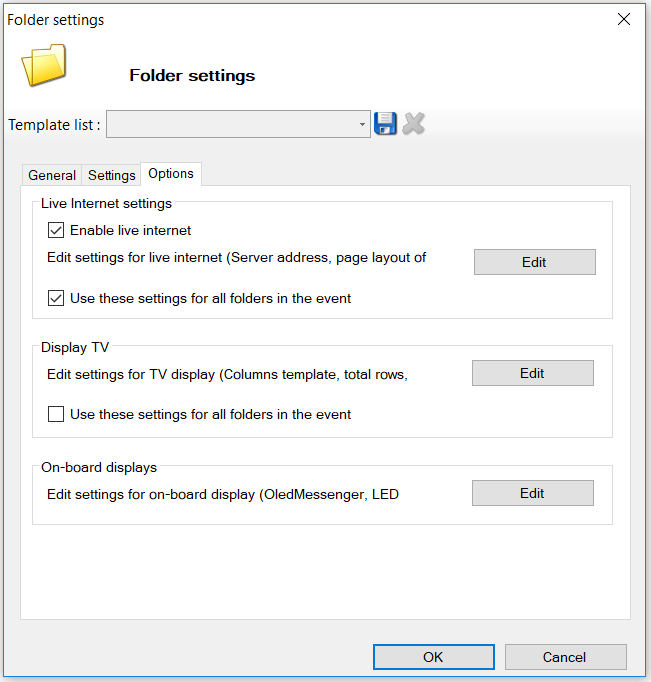 Folder settings
Folder settings
Template list :
General Settings Options
Live Internet settings
Enable live internet
Edit settings for live internet (Server address, page layout of
Edit
Use these settings for all folders in the event
Display TV
Edit settings for TV display (Columns template, total rows,
Edit
Use these settings for all folders in the event
On-board displays
Edit settings for on-board display (OledMessenger, LED
Edit
OK Cancel